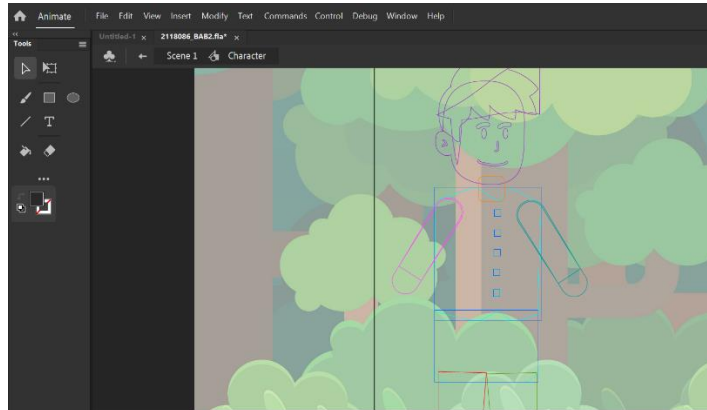 Animate File Edit View Insert Modify Text Commands Control Debug Window Help
Tools Untitled-1 × 2118086_BAB2.fla* ×
Scene 1 Character
T